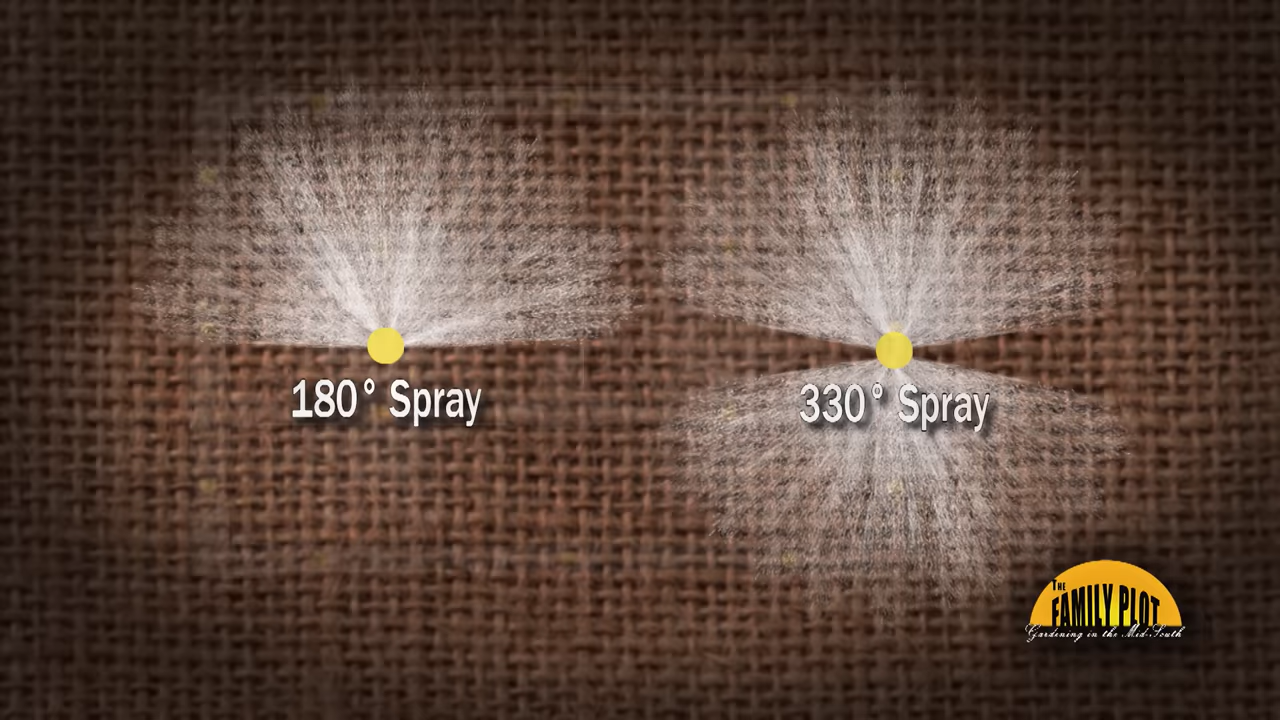 180° Spray
330° Spray
THE
FAMILY PLOT
Gardening in the Mid-South